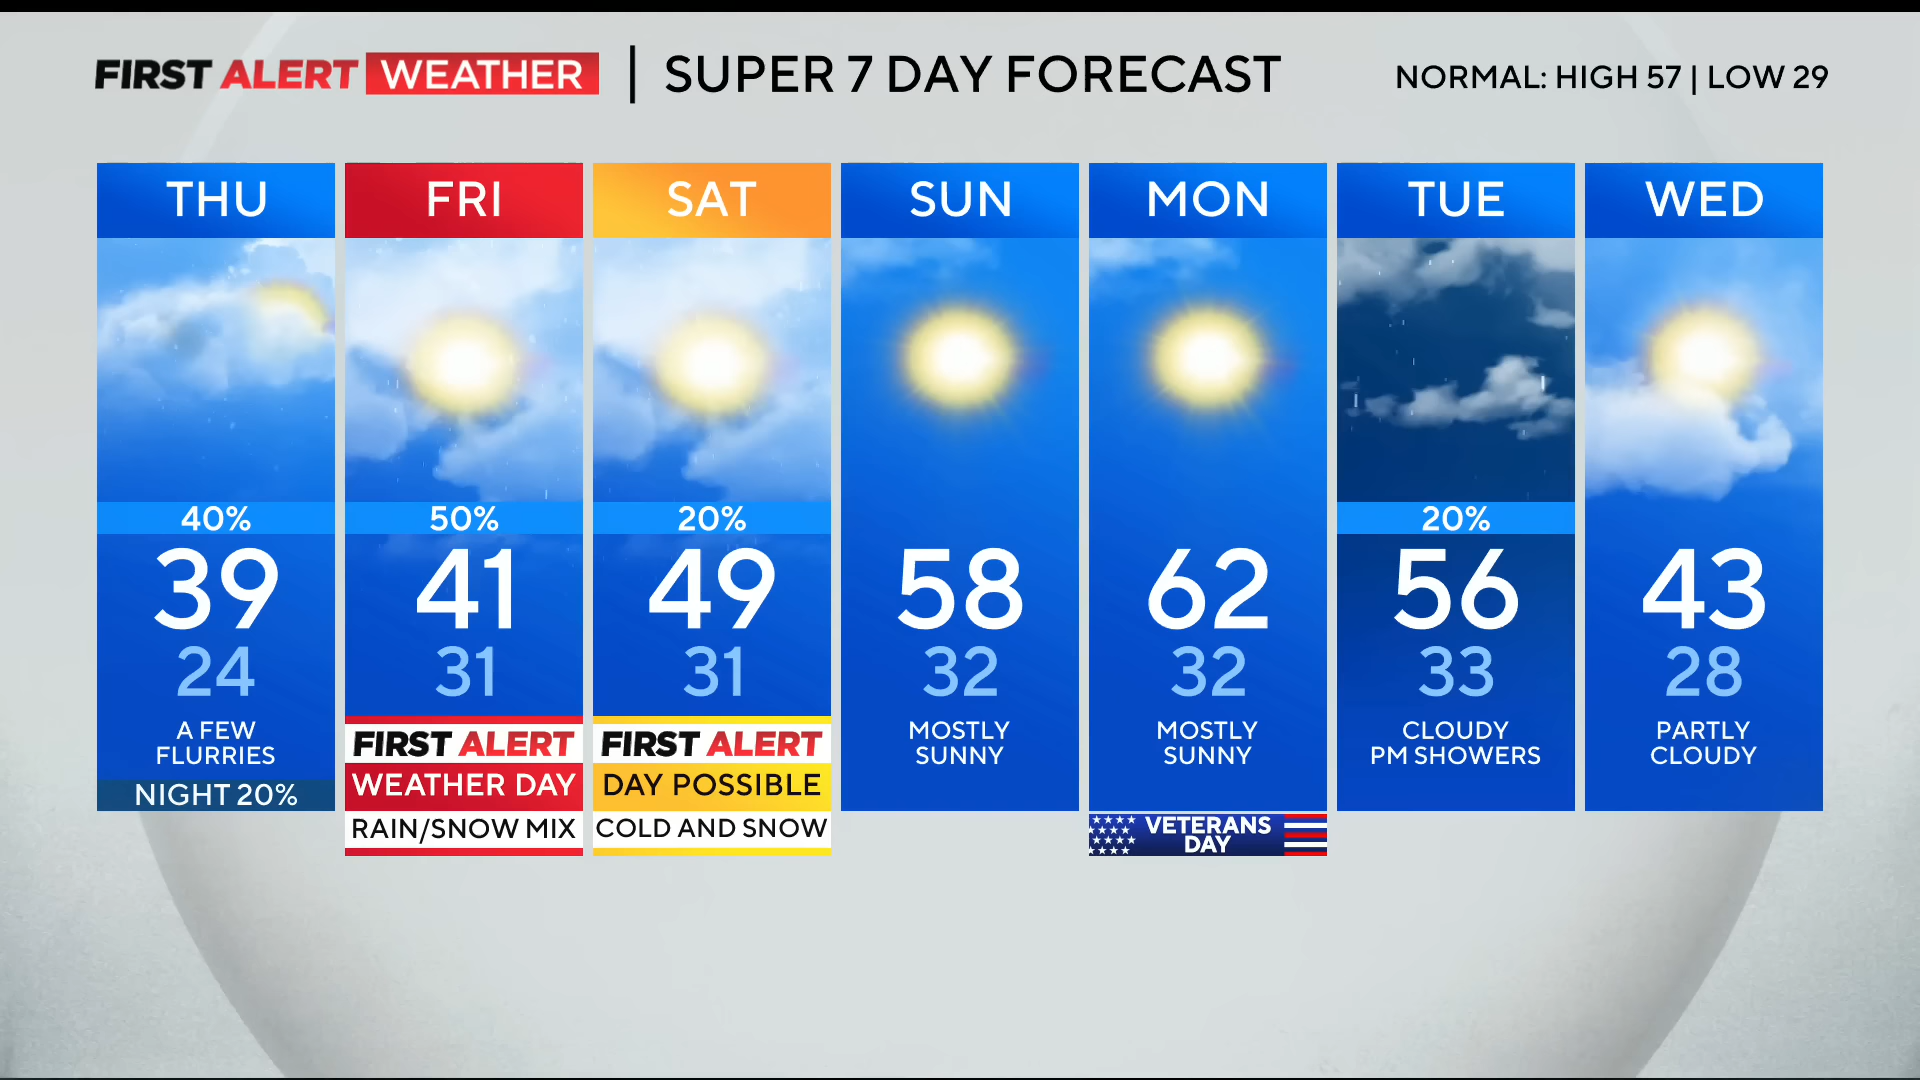 FIRST ALERT WEATHER | SUPER 7 DAY FORECAST
NORMAL: HIGH 57 | LOW 29
THU
40%
39
24
A FEW
FLURRIES
NIGHT 20%
FRI
50%
41
31
FIRST ALERT
WEATHER DAY
RAIN/SNOW MIX
SAT
20%
49
31
FIRST ALERT
DAY POSSIBLE
COLD AND SNOW
SUN
58
32
MOSTLY
SUNNY
MON
62
32
MOSTLY
SUNNY
VETERANS
DAY
TUE
20%
56
33
CLOUDY
PM SHOWERS
WED
43
28
PARTLY
CLOUDY